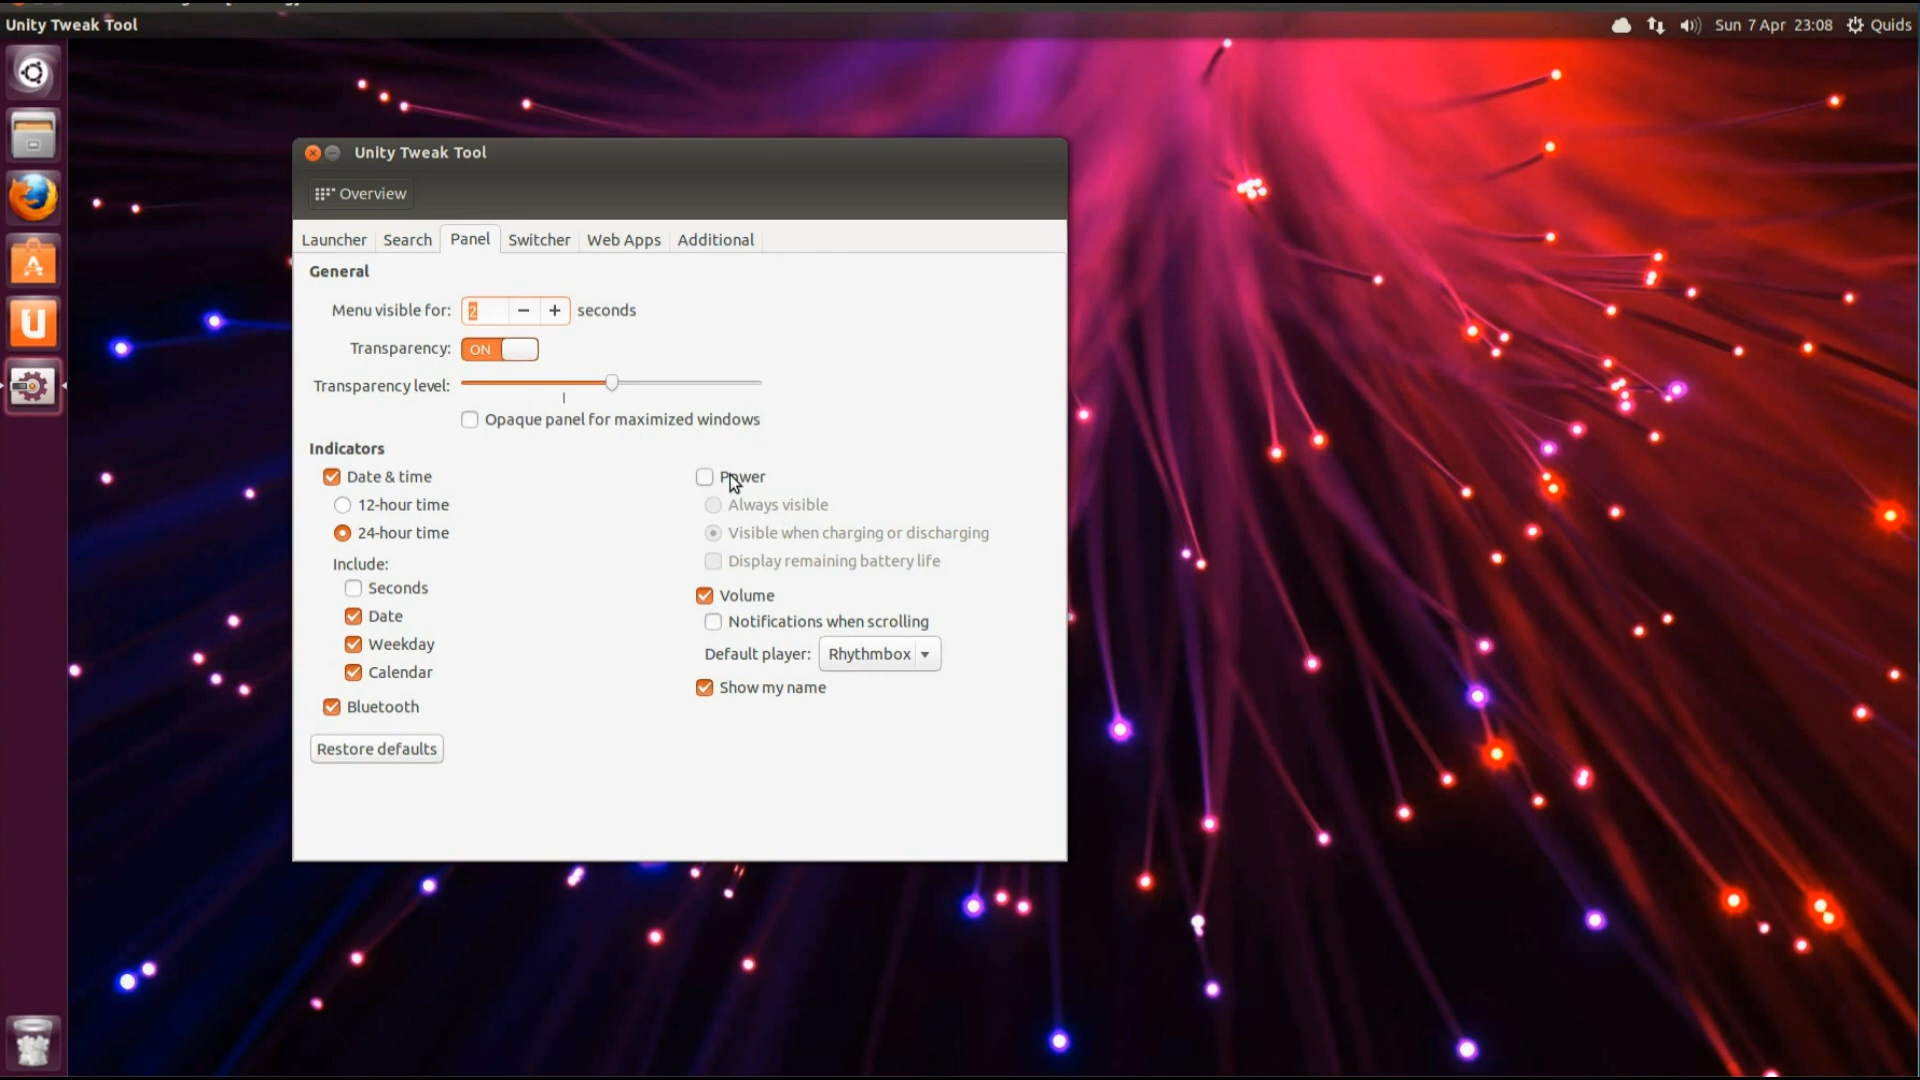 Unity Tweak Tool
Sun 7 Apr 23:08 Quids
Unity Tweak Tool
Overview
Launcher Search Panel Switcher Web Apps Additional
General
Menu visible for: 2 − + seconds
Transparency: ON
Transparency level:
Opaque panel for maximized windows
Indicators
Date & time
12-hour time
24-hour time
Include:
Seconds
Date
Weekday
Calendar
Bluetooth
Power
Always visible
Visible when charging or discharging
Display remaining battery life
Volume
Notifications when scrolling
Default player: Rhythmbox
Show my name
Restore defaults